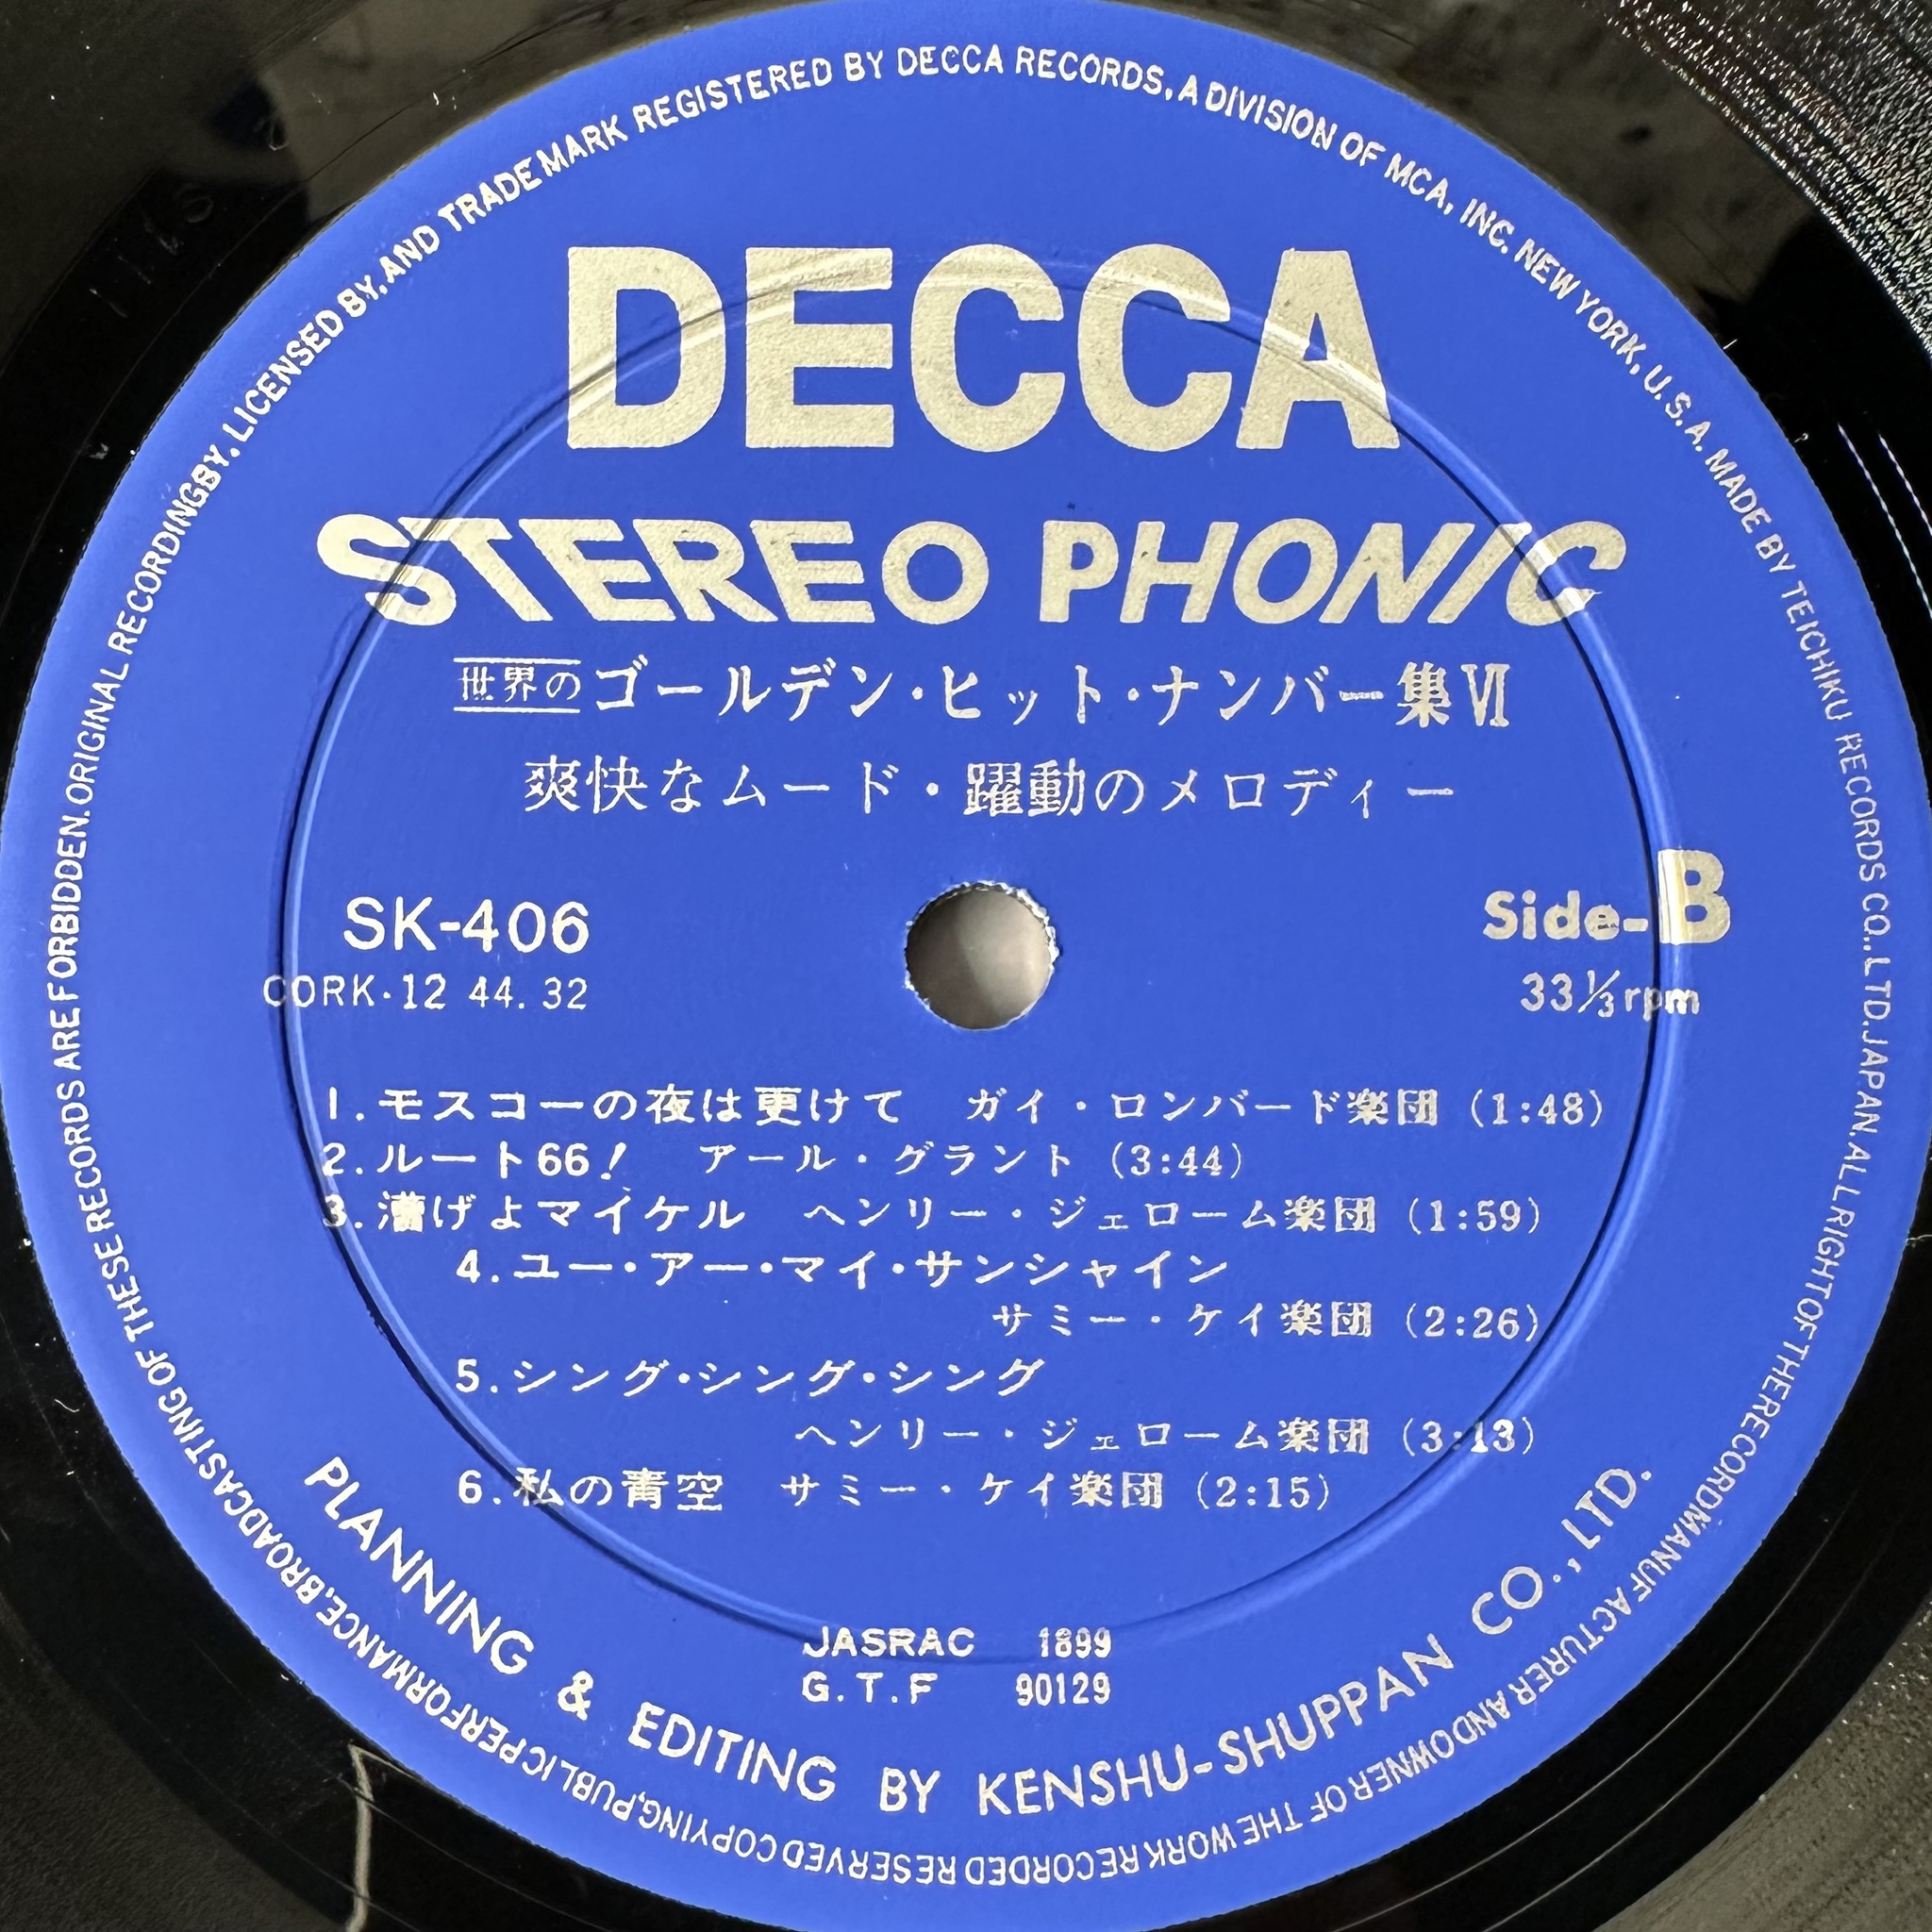 ORIGINAL RECORDING BY, LICENSED BY, AND TRADE MARK REGISTERED BY DECCA RECORDS, A DIVISION OF MCA, INC. NEW YORK, U.S.A. MADE BY TEICHIKU RECORDS CO., LTD. JAPAN. ALL RIGHT OF THE RECORD MANUFACTURER AND OWNER OF THE WORK RECORDED RESERVED COPYING, PUBLIC PERFORMANCE, BROADCASTING OF THESE RECORDS ARE FORBIDDEN.
DECCA
STEREO PHONIC
世界のゴールデン・ヒット・ナンバー集Ⅵ
爽快なムード・躍動のメロディー
SK-406 Side-B
CORK-12 44. 32 33⅓rpm
1. モスコーの夜は更けて ガイ・ロンバード楽団 (1:48)
2. ルート66! アール・グラント (3:44)
3. 漕げよマイケル ヘンリー・ジェローム楽団 (1:59)
4. ユー・アー・マイ・サンシャイン
サミー・ケイ楽団 (2:26)
5. シング・シング・シング
ヘンリー・ジェローム楽団 (3:13)
6. 私の青空 サミー・ケイ楽団 (2:15)
JASRAC 1899
G.T.F 90129
PLANNING & EDITING BY KENSHU-SHUPPAN CO., LTD.